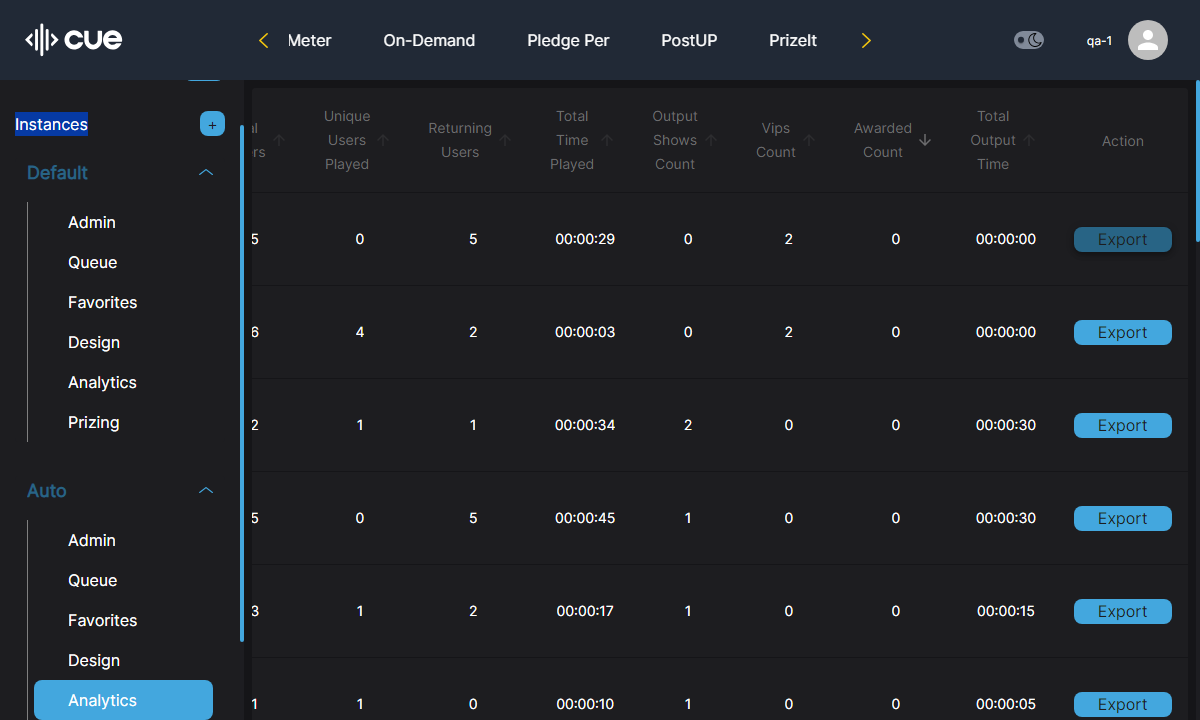 cue
Meter On-Demand Pledge Per PostUP PrizeIt
qa-1
Instances
+
Default
Admin
Queue
Favorites
Design
Analytics
Prizing
Auto
Admin
Queue
Favorites
Design
Analytics
Unique Users Played
Returning Users
Total Time Played
Output Shows Count
Vips Count
Awarded Count
Total Output Time
Action
5 0 5 00:00:29 0 2 0 00:00:00 Export
6 4 2 00:00:03 0 2 0 00:00:00 Export
2 1 1 00:00:34 2 0 0 00:00:30 Export
5 0 5 00:00:45 1 0 0 00:00:30 Export
3 1 2 00:00:17 1 0 0 00:00:15 Export
1 1 0 00:00:10 1 0 0 00:00:05 Export